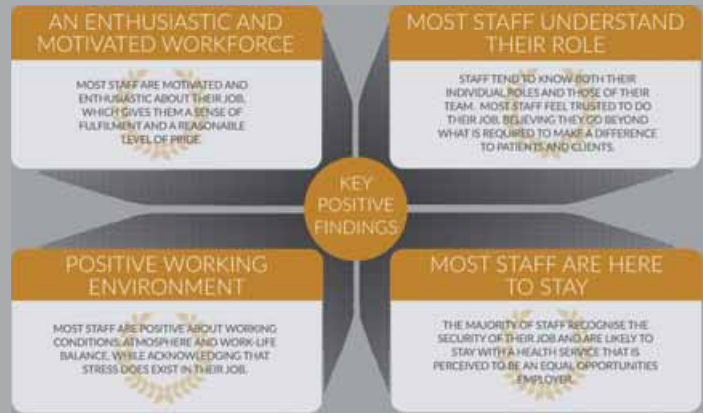 AN ENTHUSIASTIC AND
MOTIVATED WORKFORCE
MOST STAFF ARE MOTIVATED AND
ENTHUSIASTIC ABOUT THEIR JOB,
WHICH GIVES THEM A SENSE OF
FULFILMENT AND A REASONABLE
LEVEL OF PRIDE.
MOST STAFF UNDERSTAND
THEIR ROLE
STAFF TEND TO KNOW BOTH THEIR
INDIVIDUAL ROLES AND THOSE OF THEIR
TEAM. MOST STAFF FEEL TRUSTED TO DO
THEIR JOB, BELIEVING THEY GO BEYOND
WHAT IS REQUIRED TO MAKE A DIFFERENCE
TO PATIENTS AND CLIENTS.
KEY
POSITIVE
FINDINGS
POSITIVE WORKING
ENVIRONMENT
MOST STAFF ARE POSITIVE ABOUT WORKING
CONDITIONS, ATMOSPHERE AND WORK-LIFE
BALANCE, WHILE ACKNOWLEDGING THAT
STRESS DOES EXIST IN THEIR JOB.
MOST STAFF ARE HERE
TO STAY
THE MAJORITY OF STAFF RECOGNISE THE
SECURITY OF THEIR JOB AND ARE LIKELY TO
STAY WITH A HEALTH SERVICE THAT IS
PERCEIVED TO BE AN EQUAL OPPORTUNITIES
EMPLOYER.